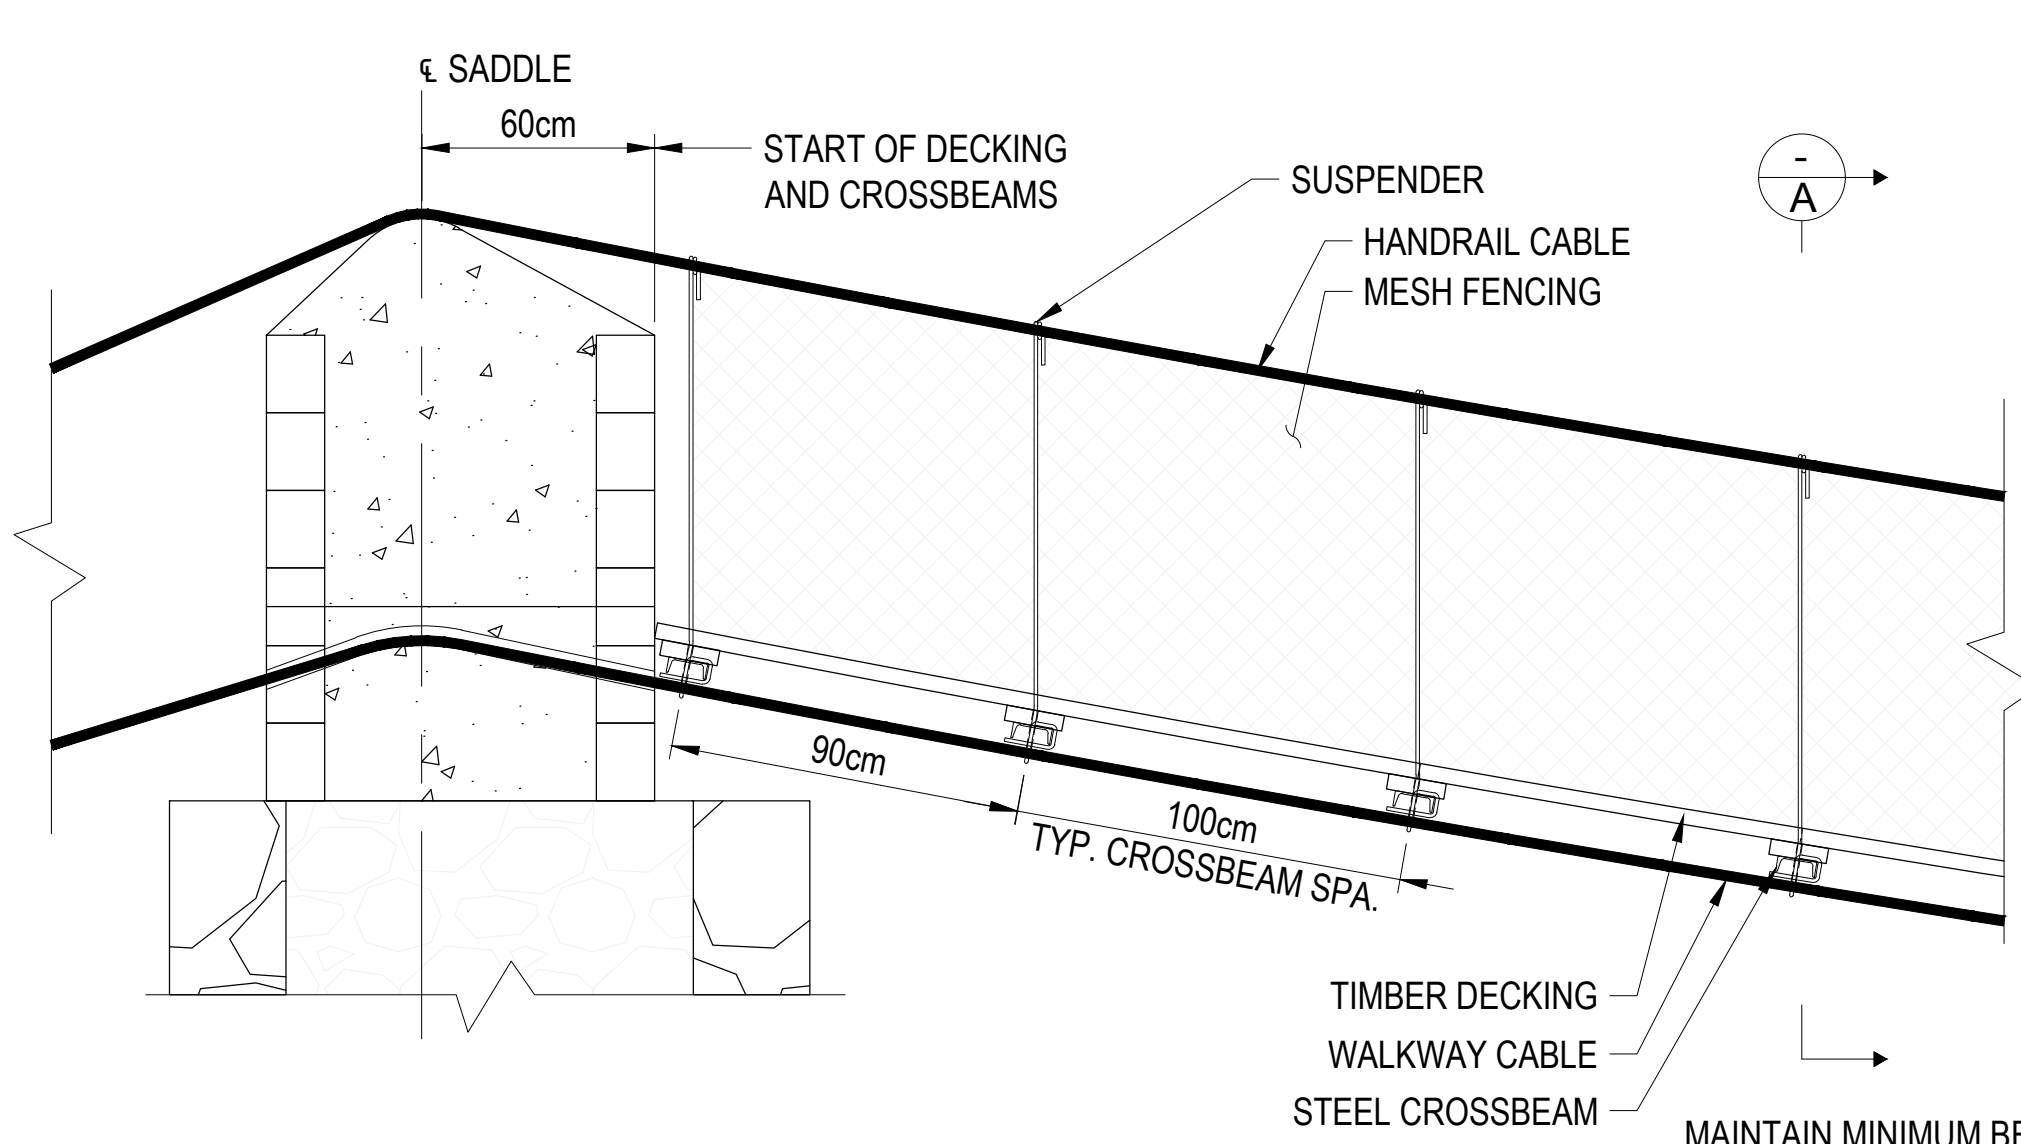 ℄ SADDLE
60cm
START OF DECKING
AND CROSSBEAMS
SUSPENDER
HANDRAIL CABLE
MESH FENCING
-
A
90cm
100cm
TYP. CROSSBEAM SPA.
TIMBER DECKING
WALKWAY CABLE
STEEL CROSSBEAM
MAINTAIN MINIMUM